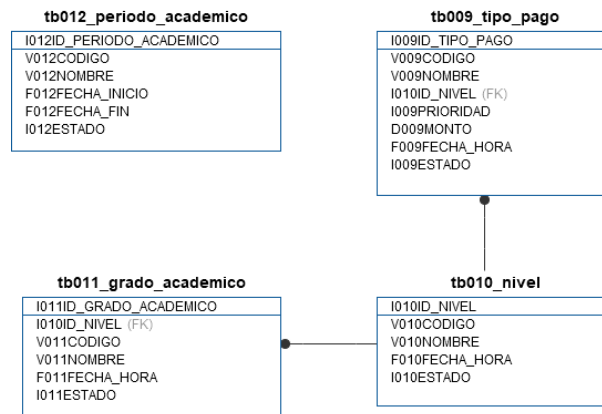 tb012_periodo_academico
I012ID_PERIODO_ACADEMICO
V012CODIGO
V012NOMBRE
F012FECHA_INICIO
F012FECHA_FIN
I012ESTADO
tb009_tipo_pago
I009ID_TIPO_PAGO
V009CODIGO
V009NOMBRE
I010ID_NIVEL (FK)
I009PRIORIDAD
D009MONTO
F009FECHA_HORA
I009ESTADO
tb011_grado_academico
I011ID_GRADO_ACADEMICO
I010ID_NIVEL (FK)
V011CODIGO
V011NOMBRE
F011FECHA_HORA
I011ESTADO
tb010_nivel
I010ID_NIVEL
V010CODIGO
V010NOMBRE
F010FECHA_HORA
I010ESTADO